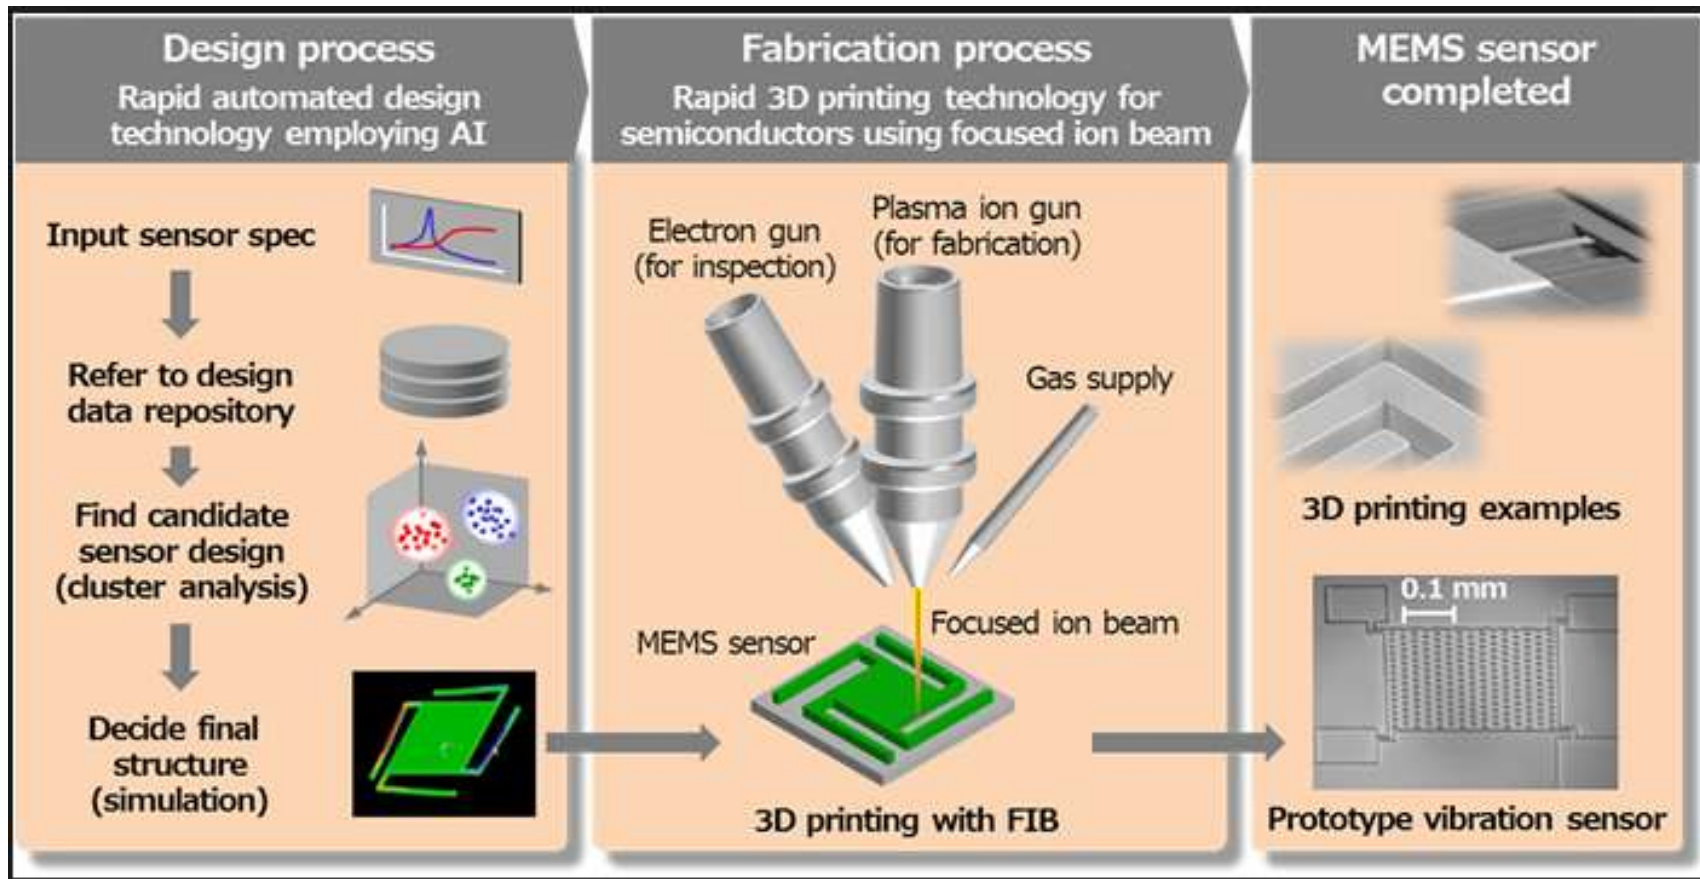 Design process
Rapid automated design
technology employing AI
Input sensor spec
Refer to design
data repository
Find candidate
sensor design
(cluster analysis)
Decide final
structure
(simulation)
Fabrication process
Rapid 3D printing technology for
semiconductors using focused ion beam
Electron gun
(for inspection)
Plasma ion gun
(for fabrication)
Gas supply
Focused ion beam
MEMS sensor
3D printing with FIB
MEMS sensor
completed
3D printing examples
0.1 mm
Prototype vibration sensor